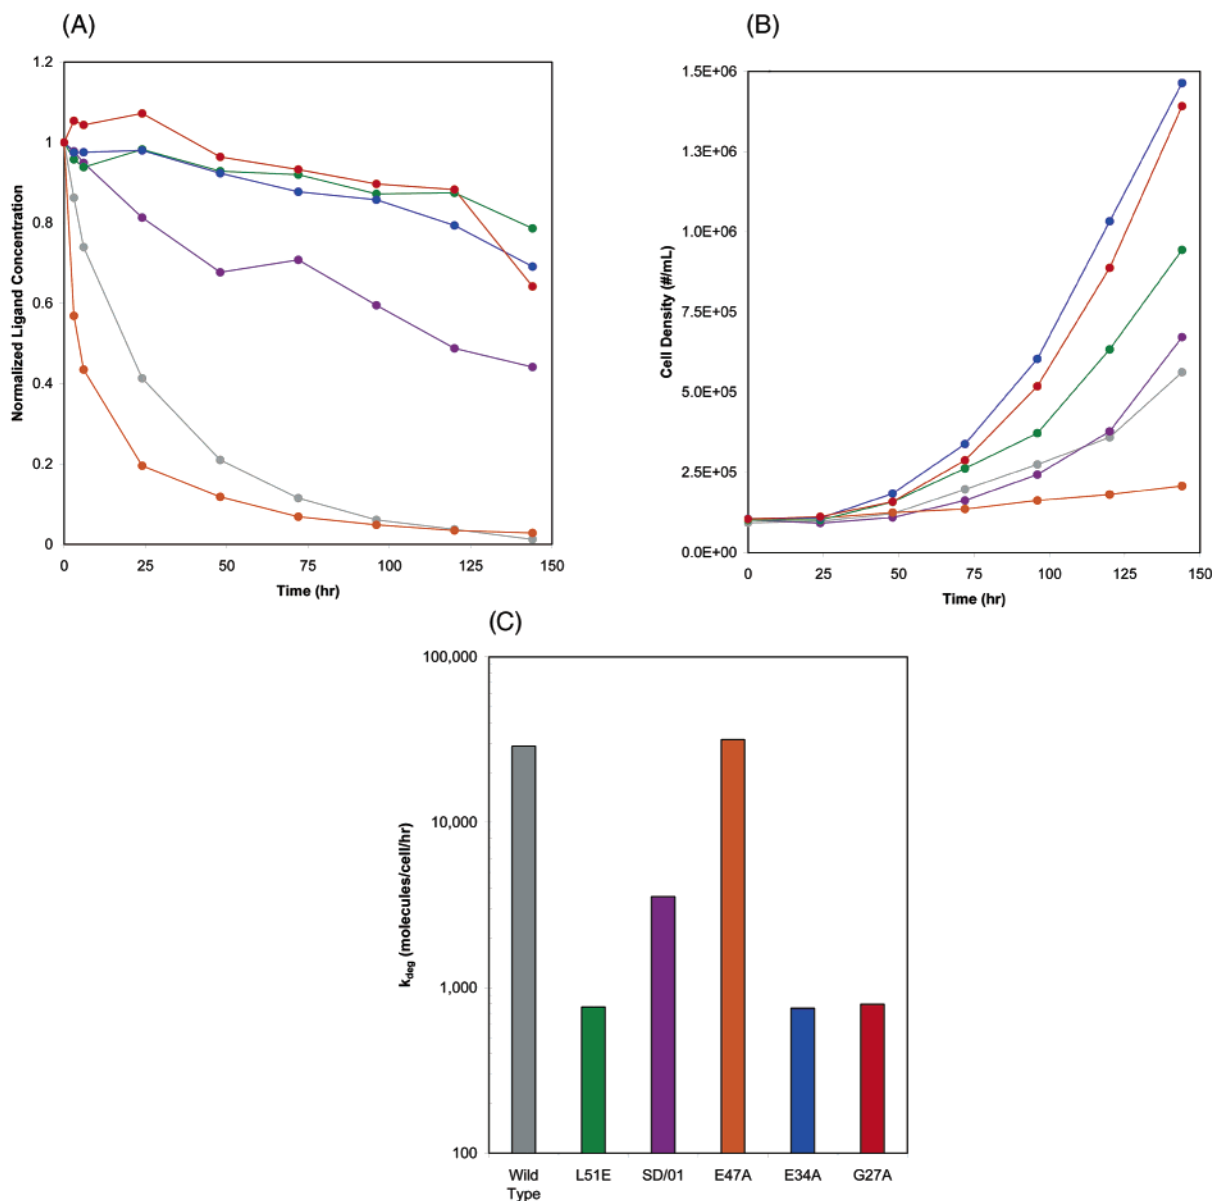 (A)
1.2
1
0.8
0.6
0.4
0.2
0
0 25 50 75 100 125 150
Normalized Ligand Concentration
Time (hr)
(B)
1.5E+06
1.3E+06
1.0E+06
7.5E+05
5.0E+05
2.5E+05
0.0E+00
0 25 50 75 100 125 150
Cell Density (#/mL)
Time (hr)
(C)
100,000
10,000
1,000
100
k_deg (molecules/cell/hr)
Wild Type L51E SD/01 E47A E34A G27A